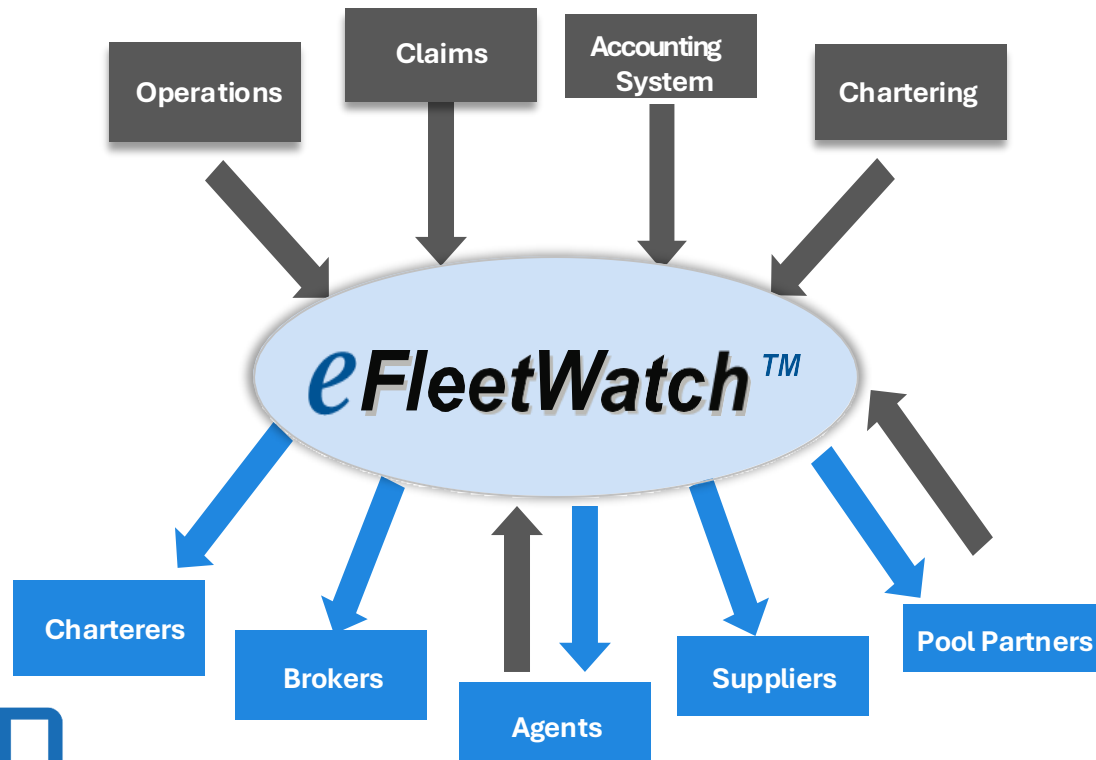 Operations
Claims
Accounting
System
Chartering
eFleetWatch™
Charterers
Brokers
Agents
Suppliers
Pool Partners